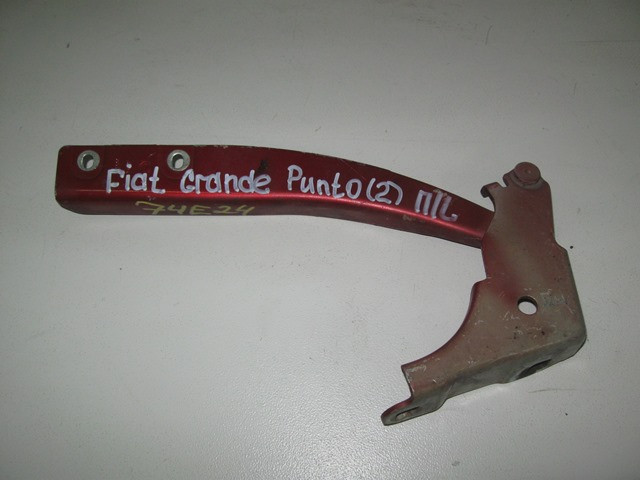 Fiat Grande Punto (2) П/L
74E24